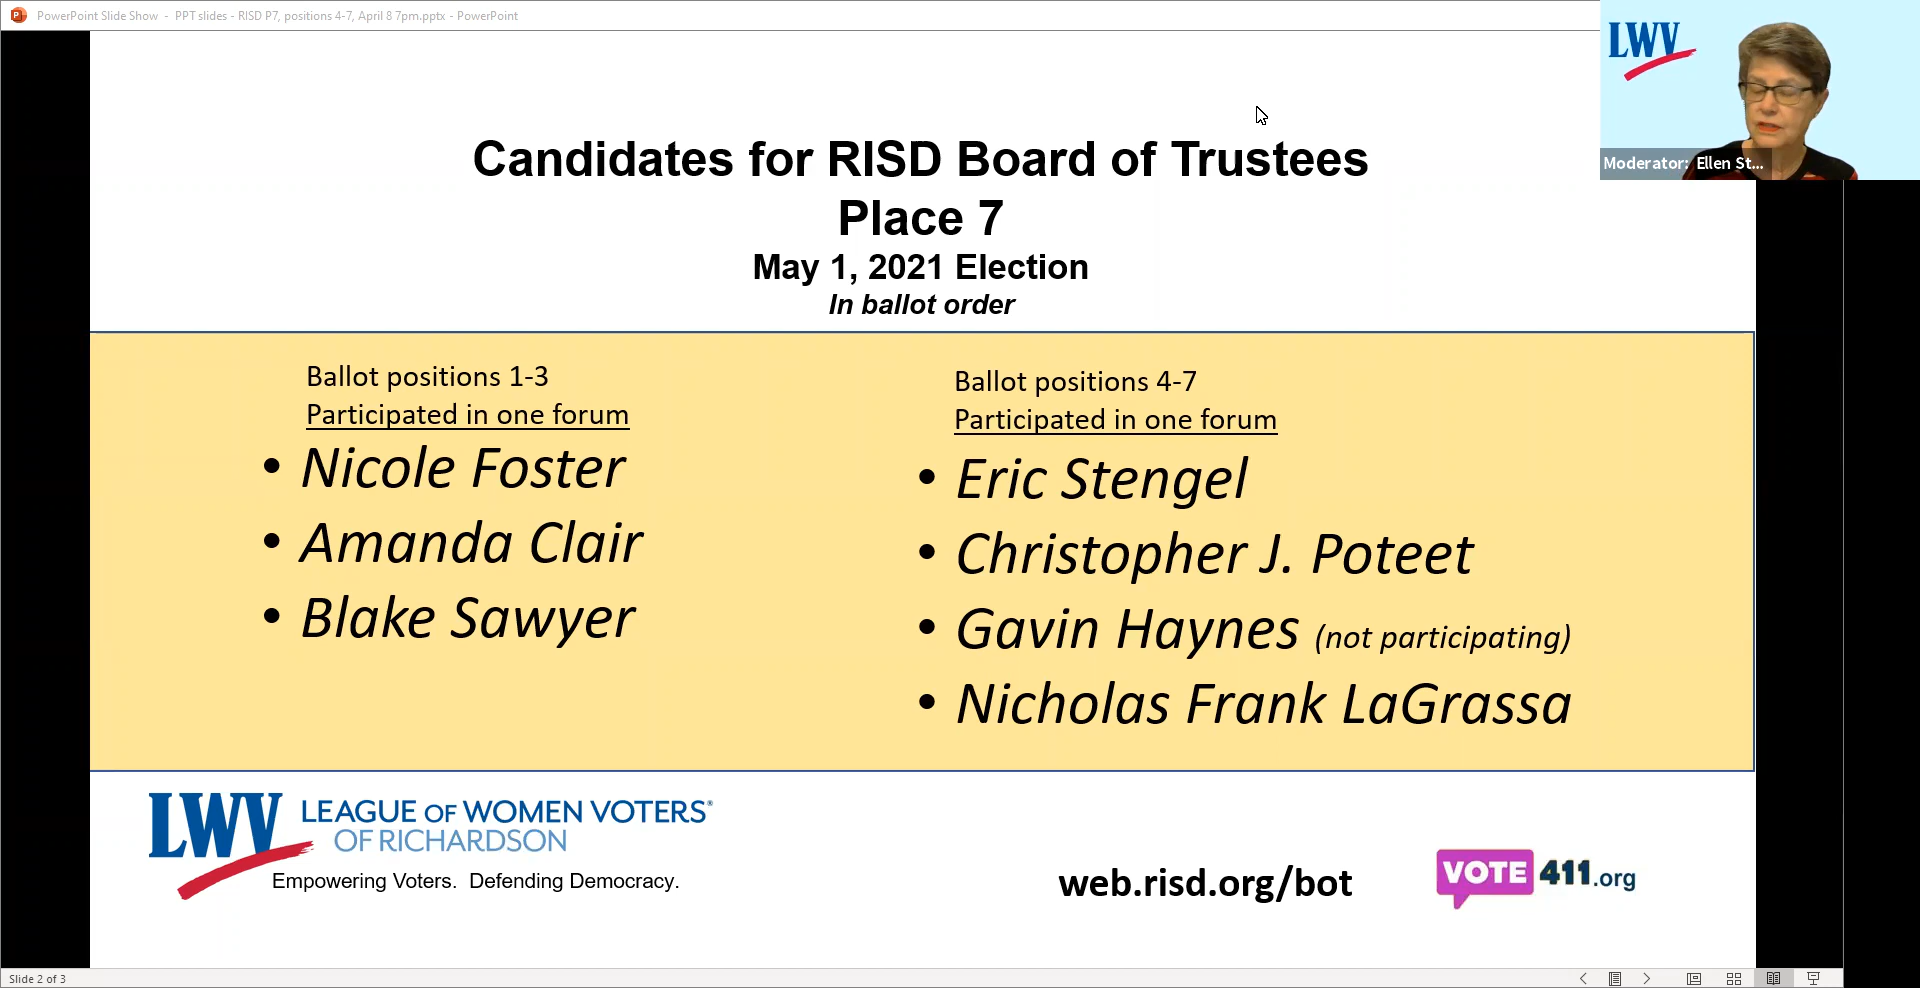 PowerPoint Slide Show - PPT slides - RISD P7, positions 4-7, April 8 7pm.pptx - PowerPoint
LWV
Moderator: Ellen St...
Candidates for RISD Board of Trustees
Place 7
May 1, 2021 Election
In ballot order
Ballot positions 1-3
Participated in one forum
• Nicole Foster
• Amanda Clair
• Blake Sawyer
Ballot positions 4-7
Participated in one forum
• Eric Stengel
• Christopher J. Poteet
• Gavin Haynes (not participating)
• Nicholas Frank LaGrassa
LWV LEAGUE OF WOMEN VOTERS®
OF RICHARDSON
Empowering Voters. Defending Democracy.
web.risd.org/bot
VOTE 411.org
Slide 2 of 3